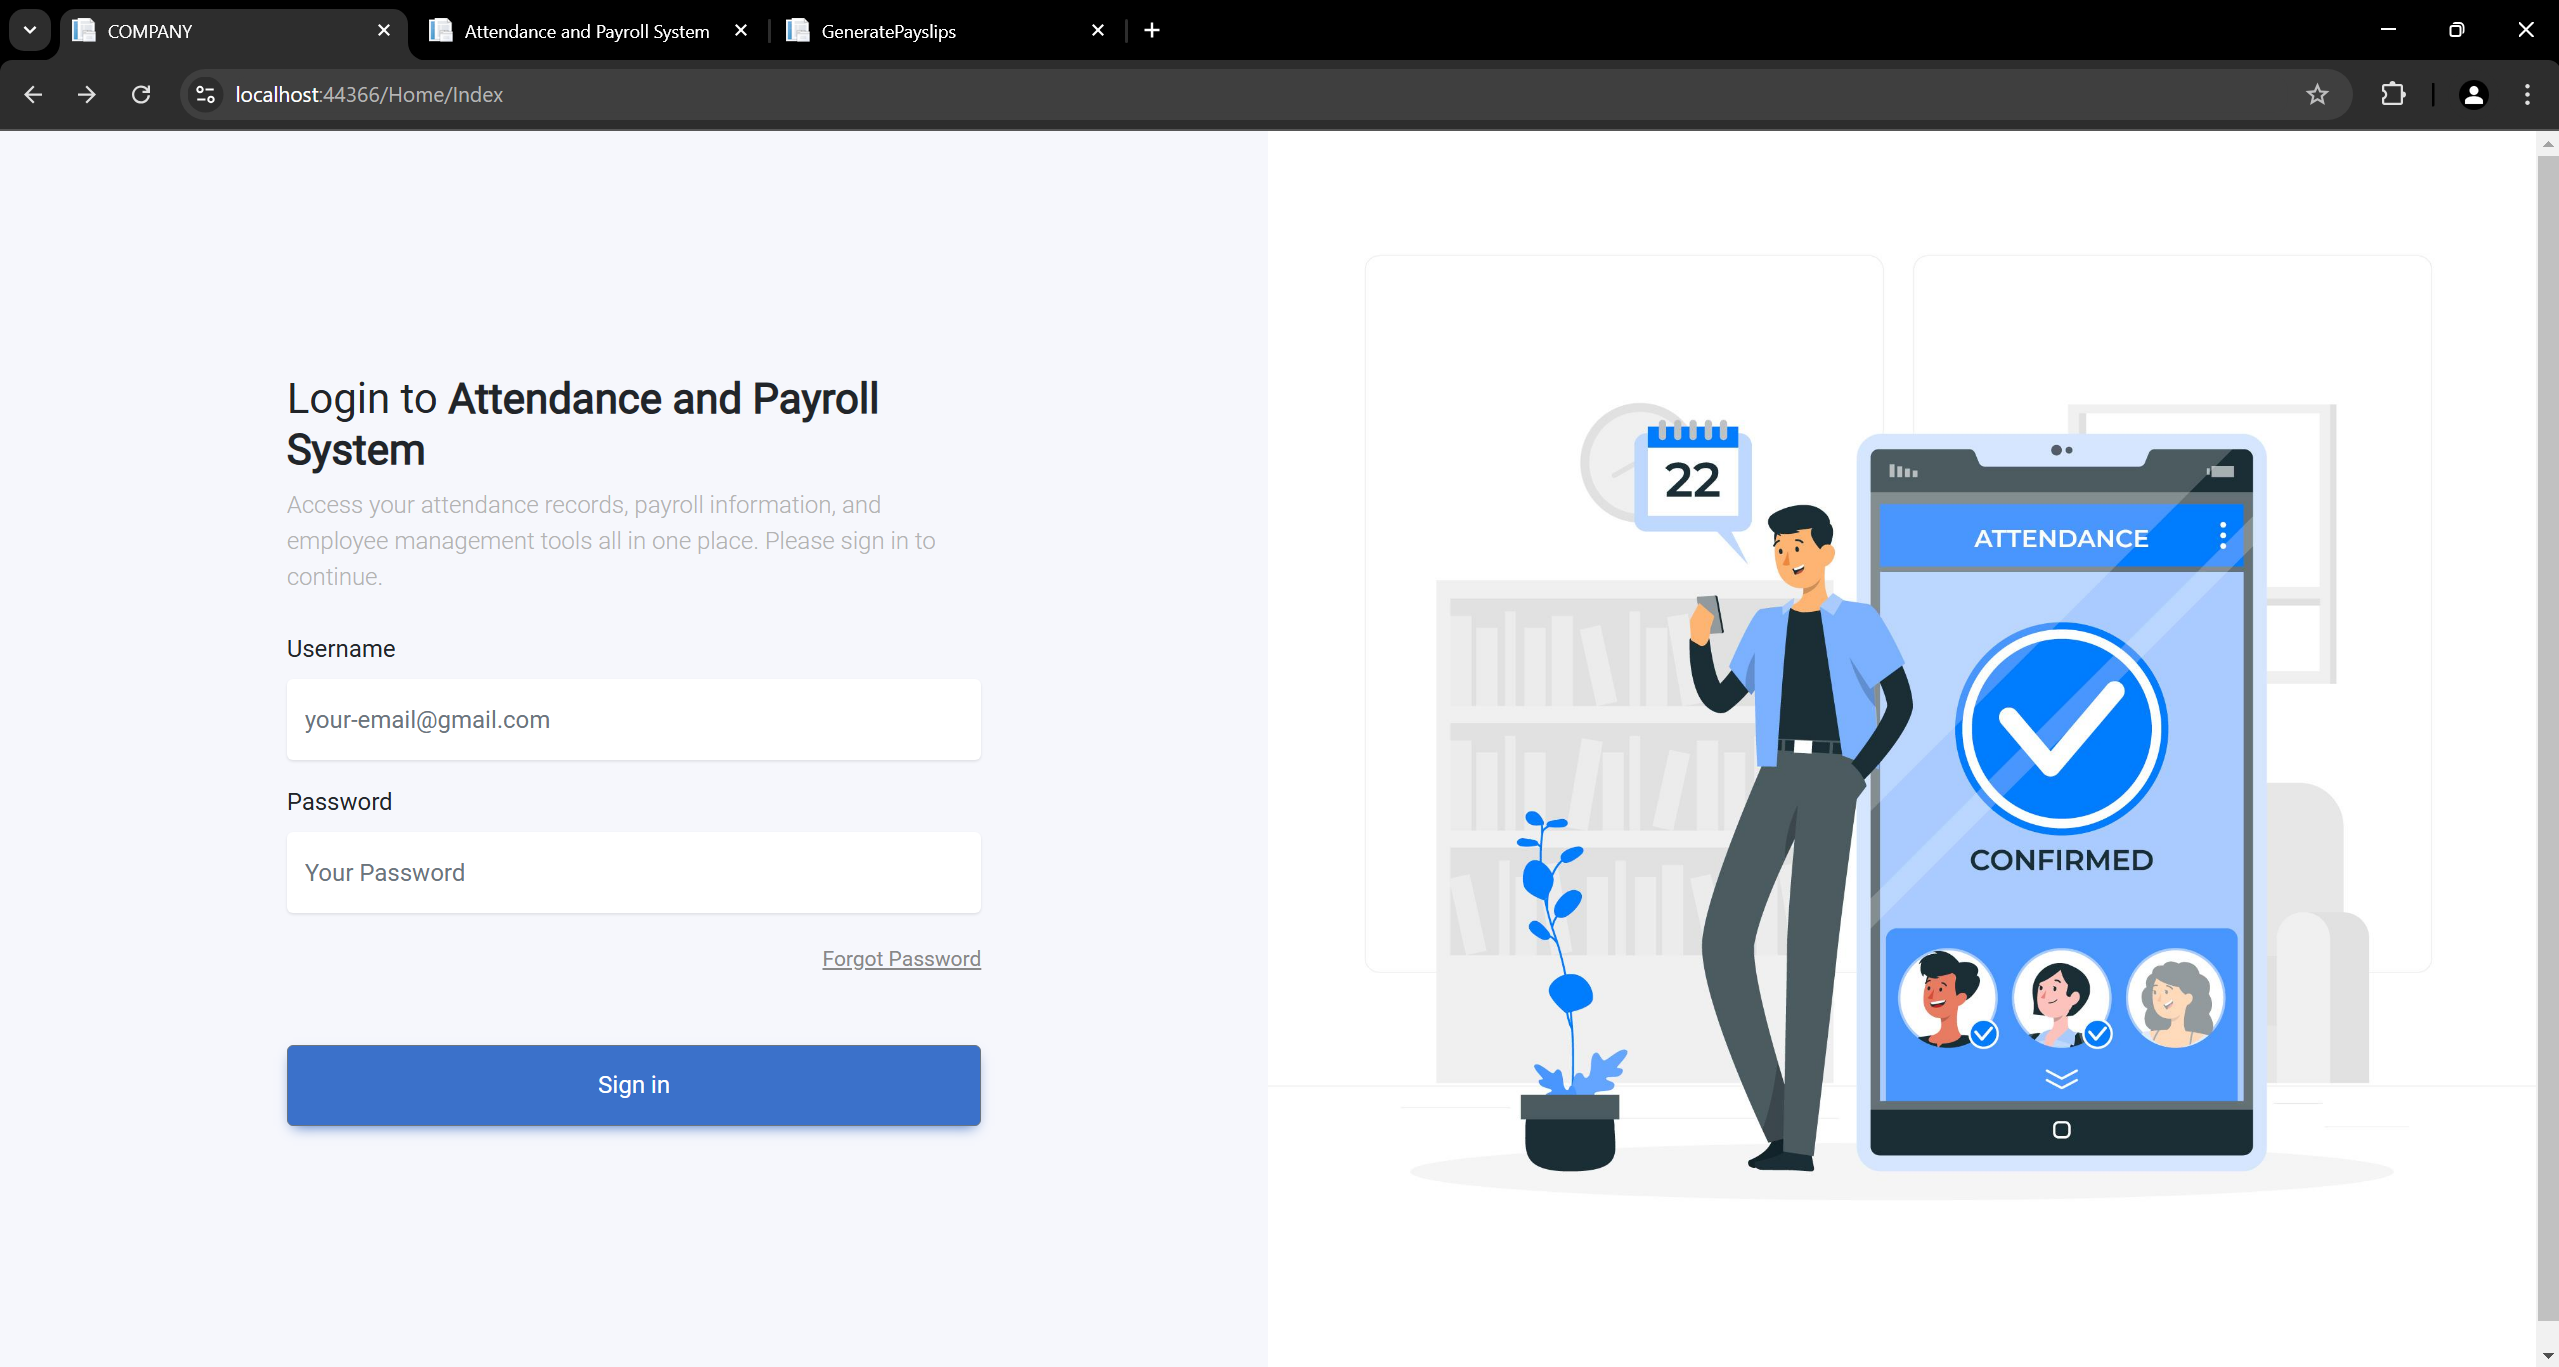 COMPANY
Attendance and Payroll System
GeneratePayslips
localhost:44366/Home/Index
Login to Attendance and Payroll
System
Access your attendance records, payroll information, and
employee management tools all in one place. Please sign in to
continue.
Username
your-email@gmail.com
Password
Your Password
Forgot Password
Sign in
22
ATTENDANCE
CONFIRMED